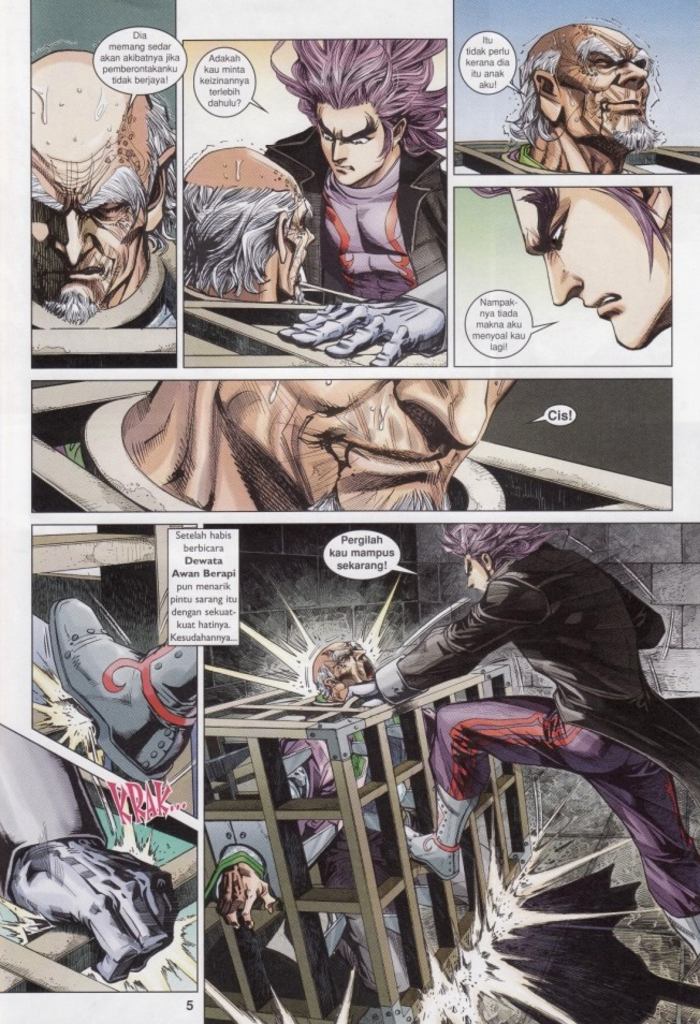 Dia
memang sedar
akan akibatnya jika
pemberontakanku
tidak berjaya!
Adakah
kau minta
keizinannya
terlebih
dahulu?
Itu
tidak perlu
kerana dia
itu anak
aku!
Nampak-
nya tiada
makna aku
menyoal kau
lagi!
Cis!
Setelah habis
berbicara
Dewata
Awan Berapi
pun menarik
pintu sarang itu
dengan sekuat-
kuat hatinya.
Kesudahannya...
Pergilah
kau mampus
sekarang!
KRAK...
5